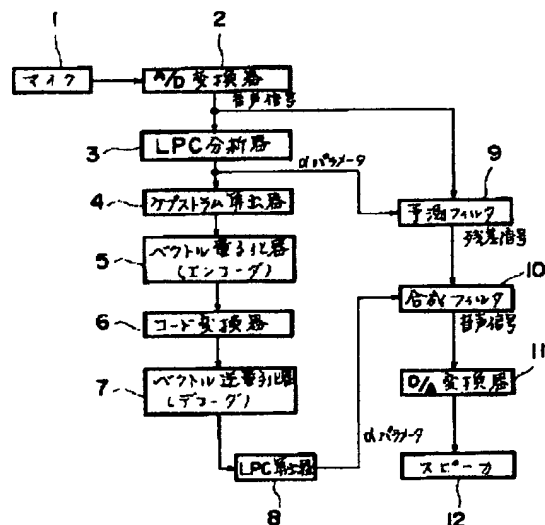 1
2
マイク
A/D変換器
音声信号
3
LPC分析器
αパラメータ
9
4
ケプストラム算出器
予測フィルタ
残差信号
5
ベクトル量子化器
(エンコーダ)
10
合成フィルタ
音声信号
6
コード変換器
11
7
ベクトル逆量子化器
(デコーダ)
D/A変換器
αパラメータ
LPC算出器
8
スピーカ
12